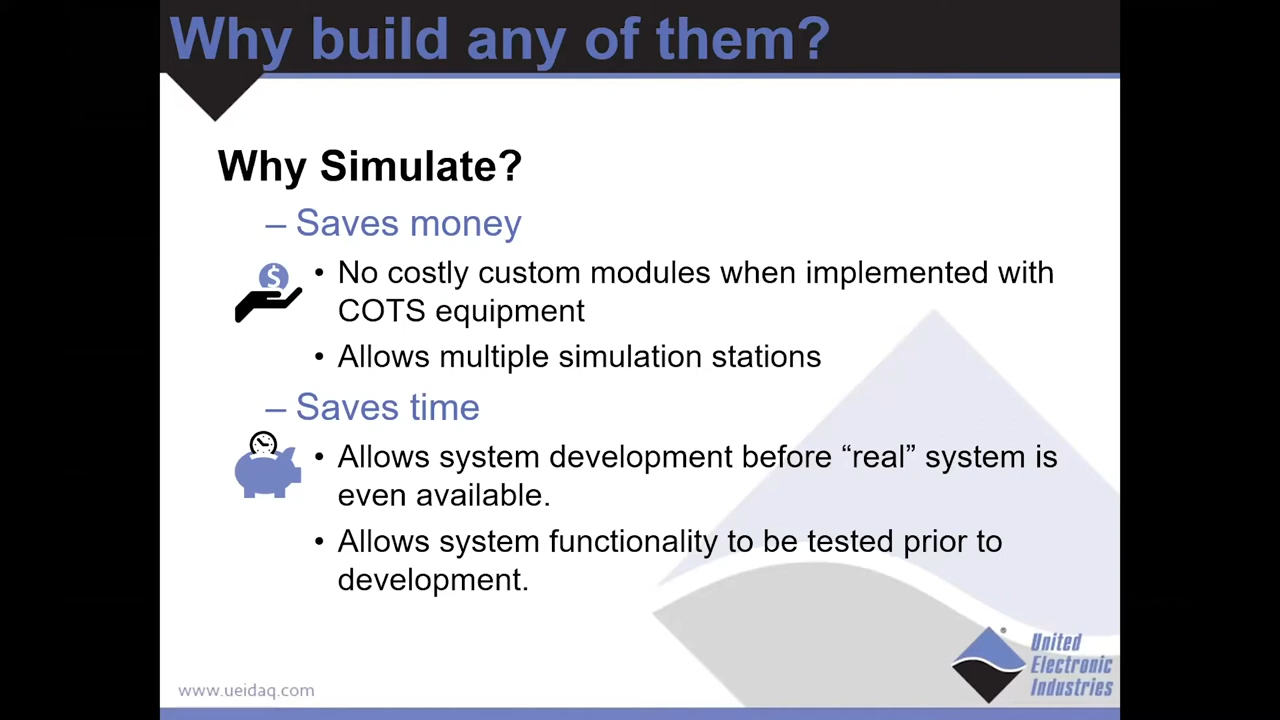 Why build any of them?
Why Simulate?
– Saves money
$
• No costly custom modules when implemented with
COTS equipment
• Allows multiple simulation stations
– Saves time
• Allows system development before “real” system is
even available.
• Allows system functionality to be tested prior to
development.
United
Electronic
Industries
www.ueidaq.com